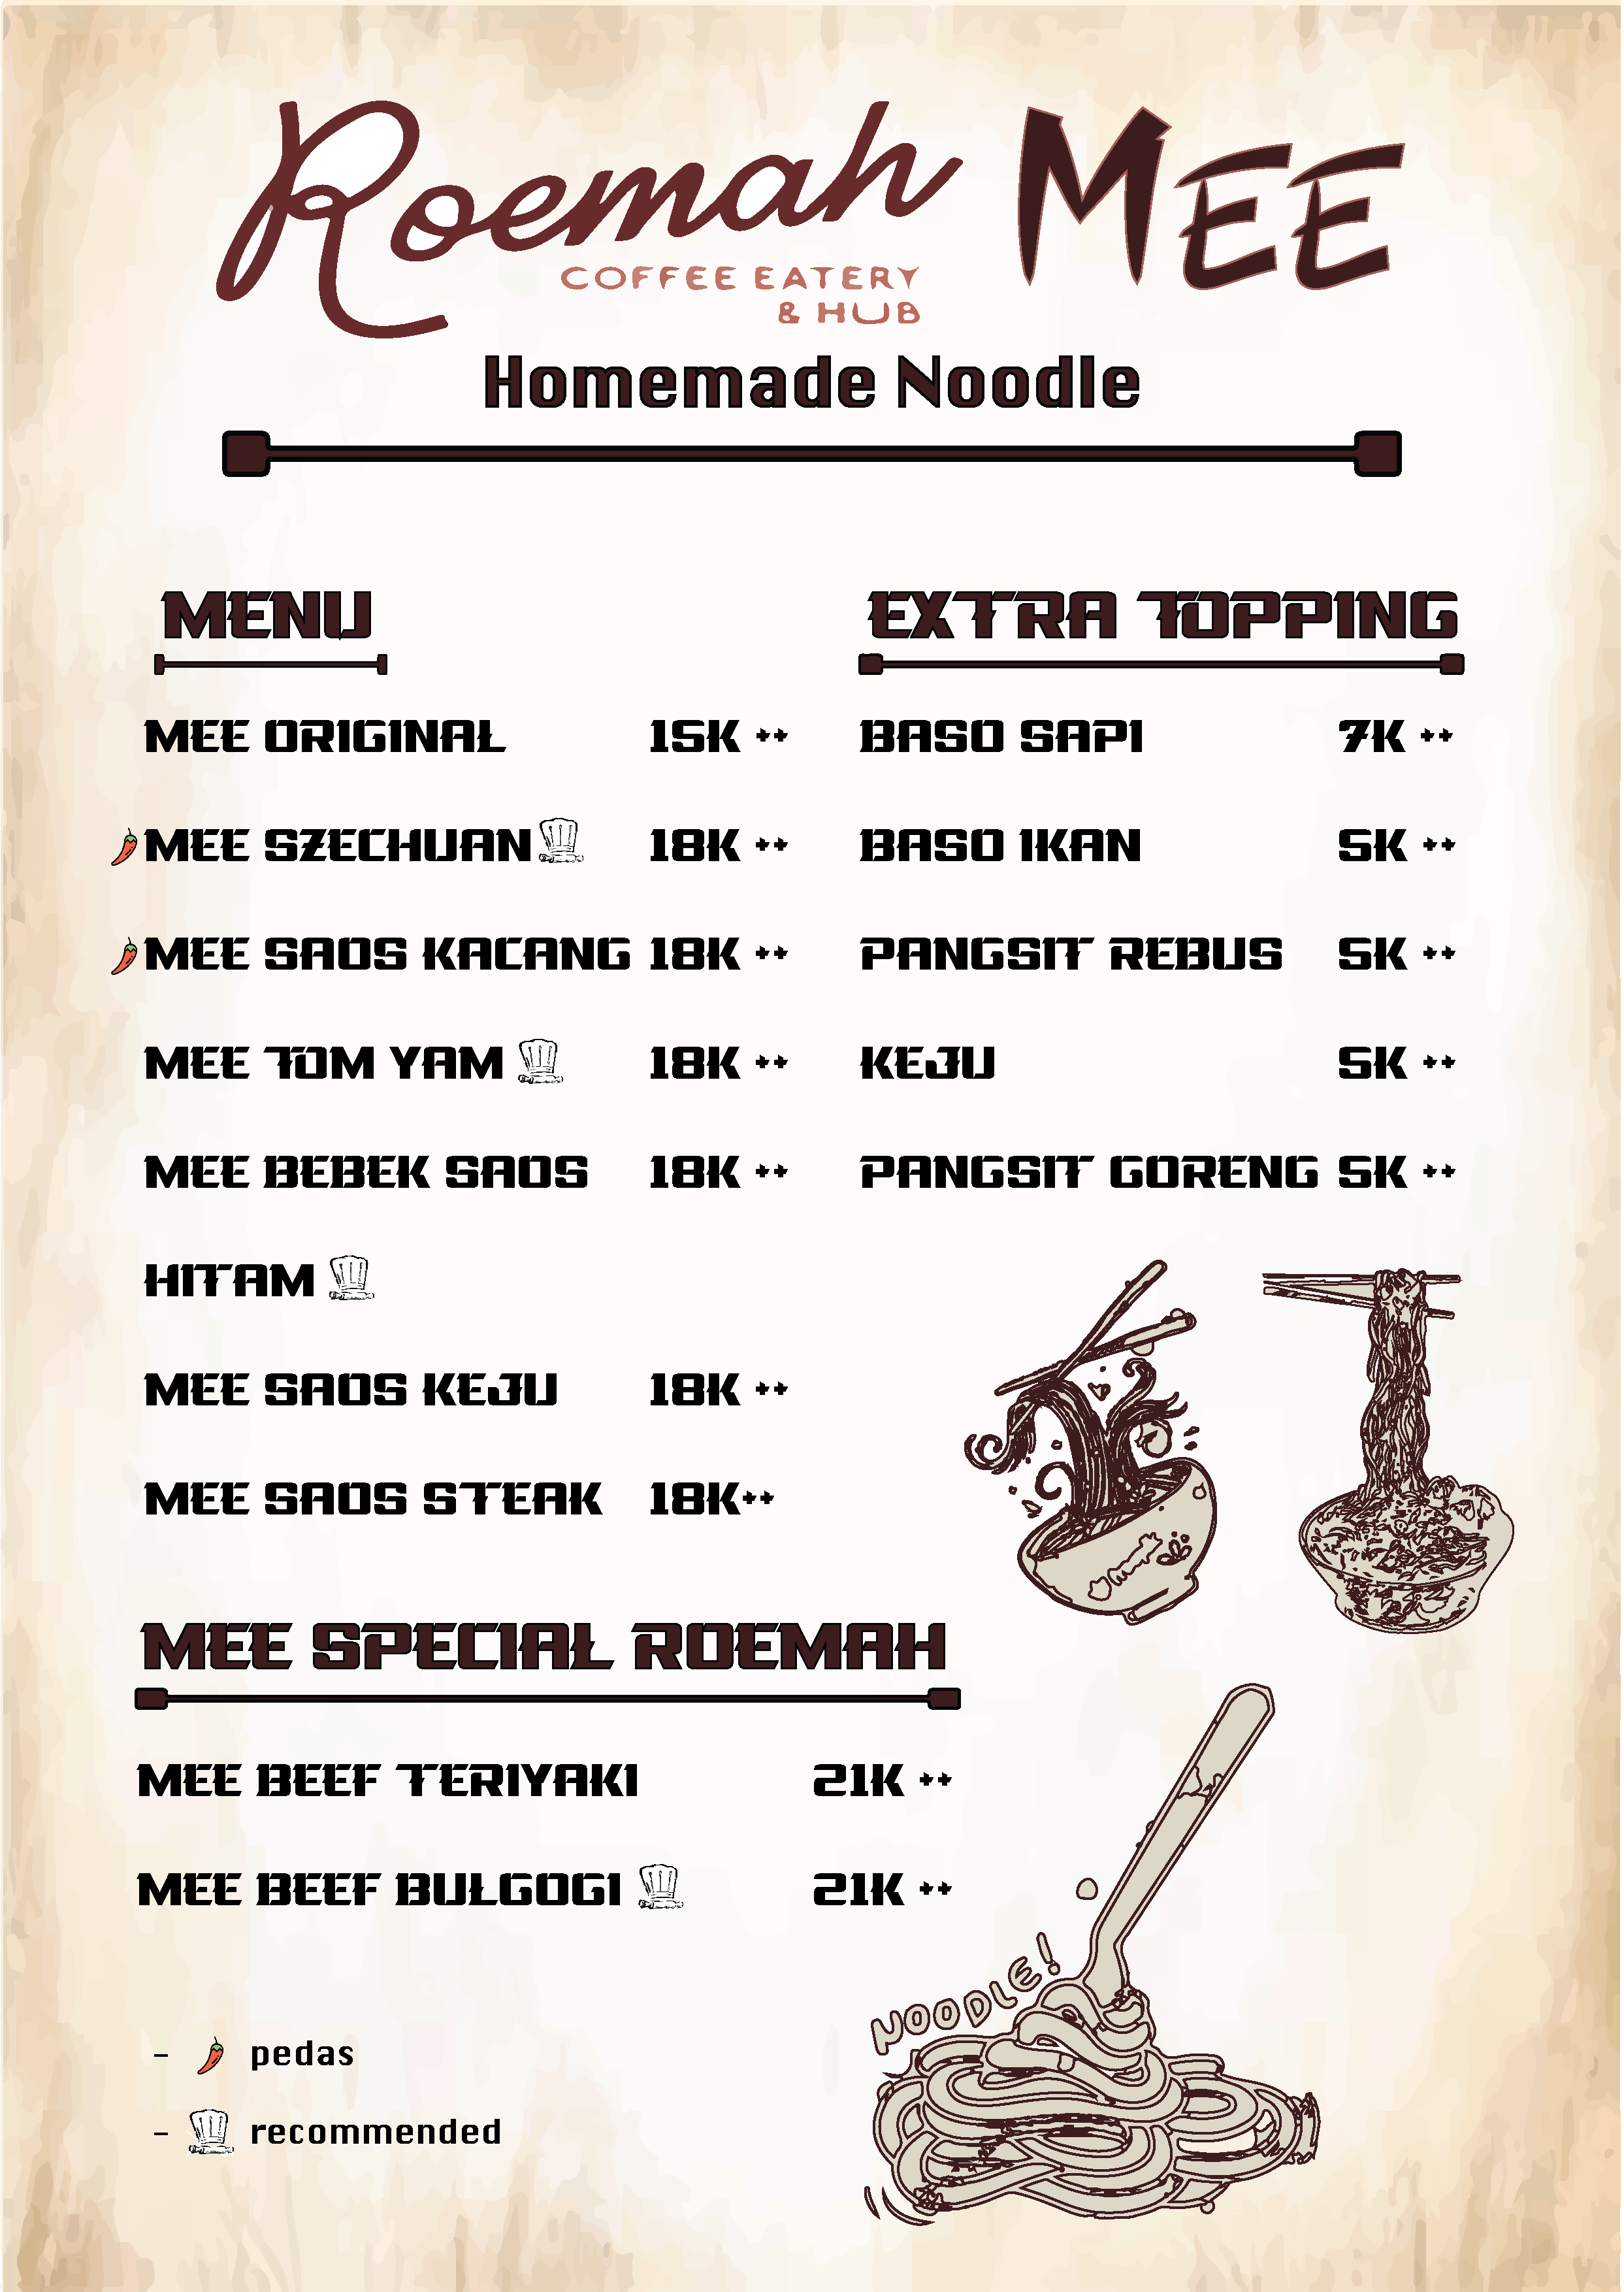 Roemah MEE
COFFEE EATERY
& HUB
Homemade Noodle
MENU
MEE ORIGINAL 15K ++
MEE SZECHUAN 18K ++
MEE SAOS KACANG 18K ++
MEE TOM YAM 18K ++
MEE BEBEK SAOS 18K ++
HITAM
MEE SAOS KEJU 18K ++
MEE SAOS STEAK 18K++
EXTRA TOPPING
BASO SAPI 7K ++
BASO IKAN 5K ++
PANGSIT REBUS 5K ++
KEJU 5K ++
PANGSIT GORENG 5K ++
MEE SPECIAL ROEMAH
MEE BEEF TERIYAKI 21K ++
MEE BEEF BULGOGI 21K ++
NOODLE!
- pedas
- recommended